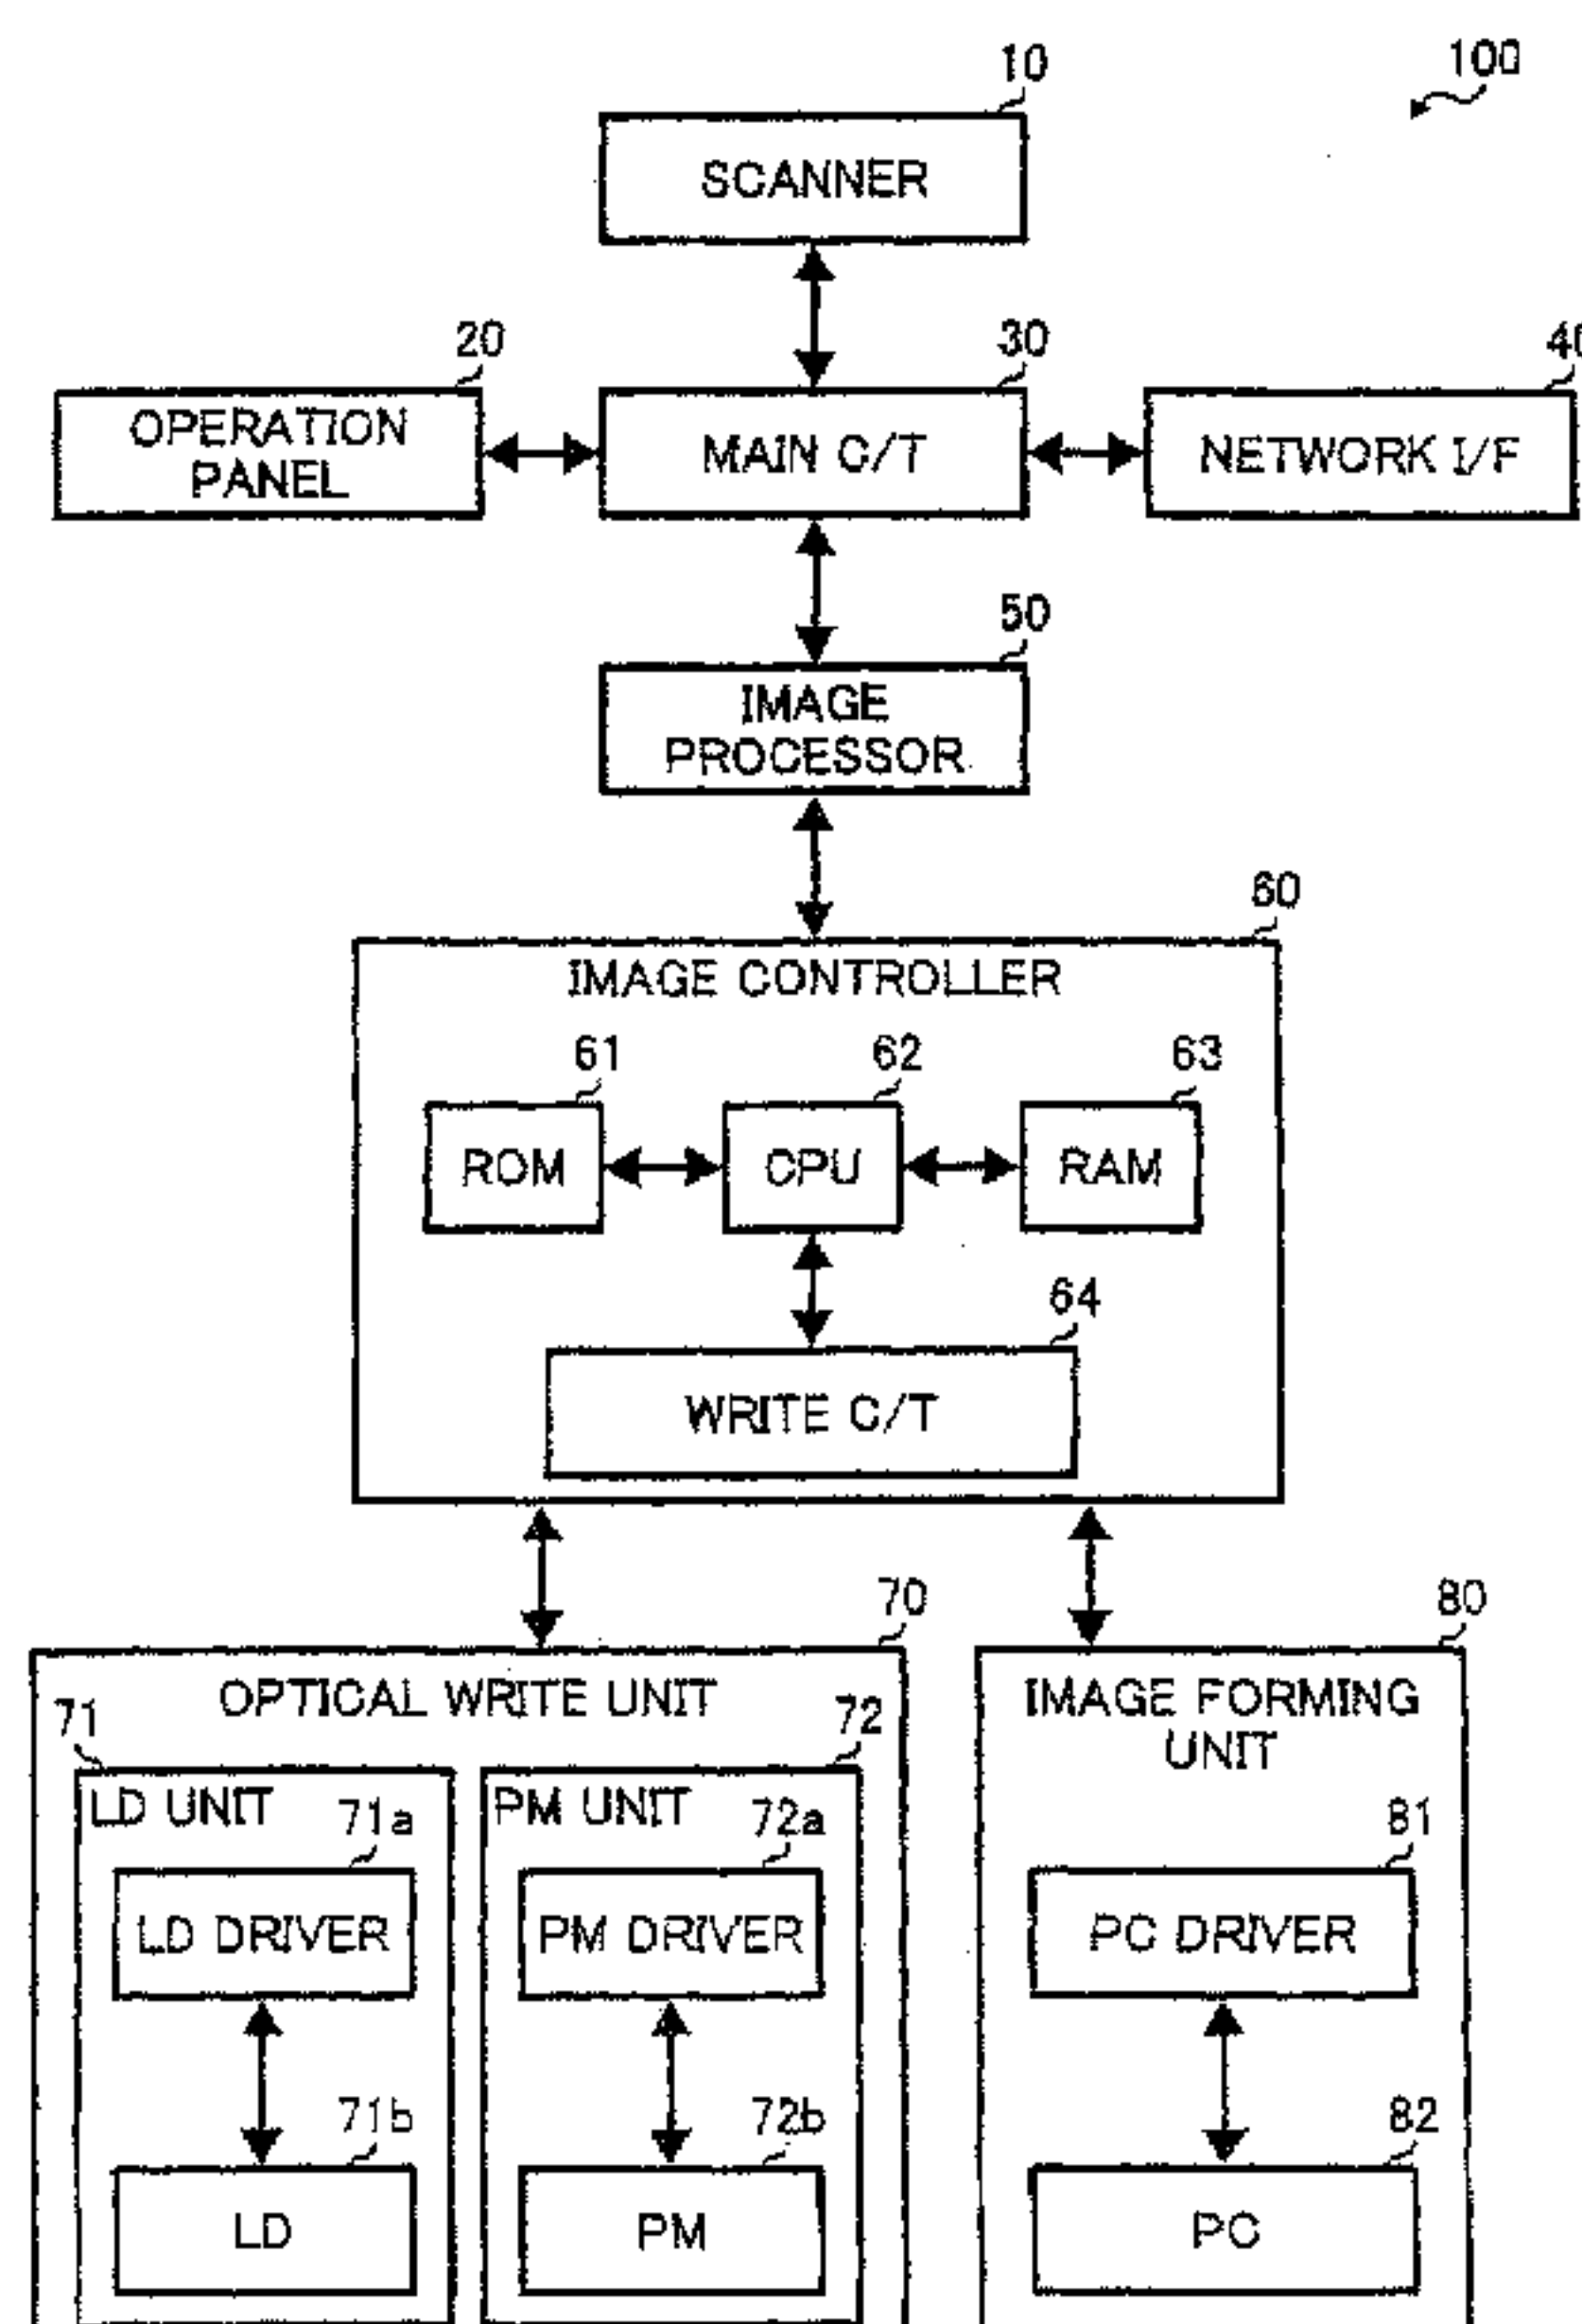 100
10
SCANNER
20
30
40
OPERATION
PANEL
MAIN C/T
NETWORK I/F
50
IMAGE
PROCESSOR
60
IMAGE CONTROLLER
61
62
63
ROM
CPU
RAM
64
WRITE C/T
70
80
OPTICAL WRITE UNIT
IMAGE FORMING
UNIT
71
72
LD UNIT
PM UNIT
71a
72a
81
LD DRIVER
PM DRIVER
PC DRIVER
71b
72b
82
LD
PM
PC